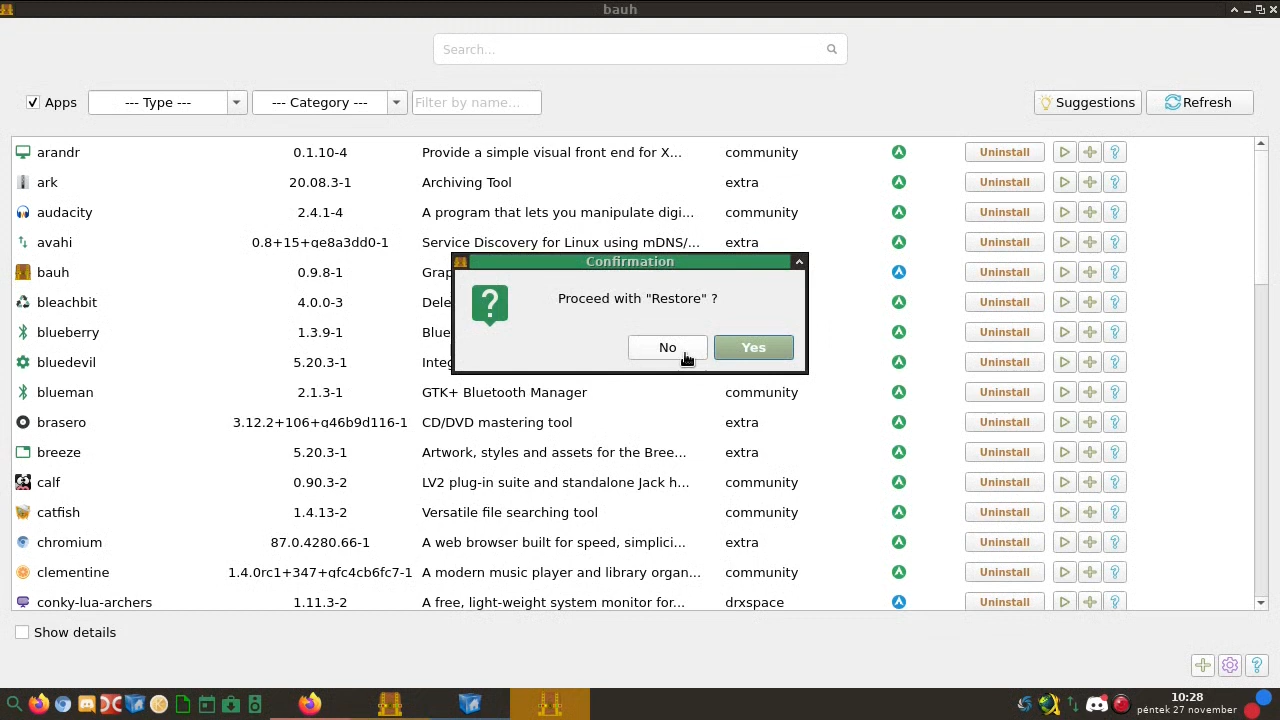 bauh
Search...
Apps --- Type --- --- Category --- Filter by name... Suggestions Refresh
arandr 0.1.10-4 Provide a simple visual front end for X... community Uninstall
ark 20.08.3-1 Archiving Tool extra Uninstall
audacity 2.4.1-4 A program that lets you manipulate digi... community Uninstall
avahi 0.8+15+ge8a3dd0-1 Service Discovery for Linux using mDNS/... extra Uninstall
Confirmation
bauh 0.9.8-1 Grap Uninstall
Proceed with "Restore" ?
bleachbit 4.0.0-3 Dele Uninstall
blueberry 1.3.9-1 Blue Uninstall
No Yes
bluedevil 5.20.3-1 Integ Uninstall
blueman 2.1.3-1 GTK+ Bluetooth Manager community Uninstall
brasero 3.12.2+106+g46b9d116-1 CD/DVD mastering tool extra Uninstall
breeze 5.20.3-1 Artwork, styles and assets for the Bree... extra Uninstall
calf 0.90.3-2 LV2 plug-in suite and standalone Jack h... community Uninstall
catfish 1.4.13-2 Versatile file searching tool community Uninstall
chromium 87.0.4280.66-1 A web browser built for speed, simplici... extra Uninstall
clementine 1.4.0rc1+347+gfc4cb6fc7-1 A modern music player and library organ... community Uninstall
conky-lua-archers 1.11.3-2 A free, light-weight system monitor for... drxspace Uninstall
Show details
10:28
péntek 27 november